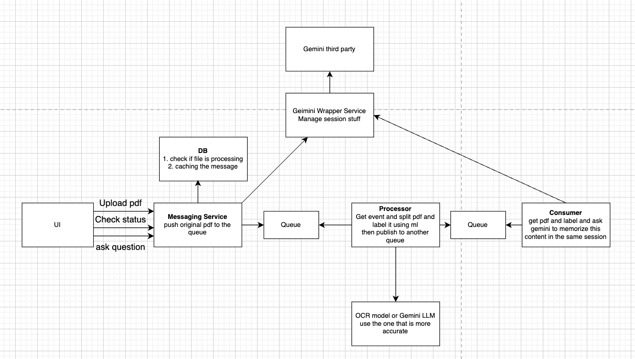 Gemini third party
Geimini Wrapper Service
Manage session stuff
DB
1. check if file is processing
2. caching the message
UI
Upload pdf
Check status
ask question
Messaging Service
push original pdf to the
queue
Queue
Processor
Get event and split pdf and
label it using ml
then publish to another
queue
Queue
Consumer
get pdf and label and ask
gemini to memorize this
content in the same session
OCR model or Gemini LLM
use the one that is more
accurate